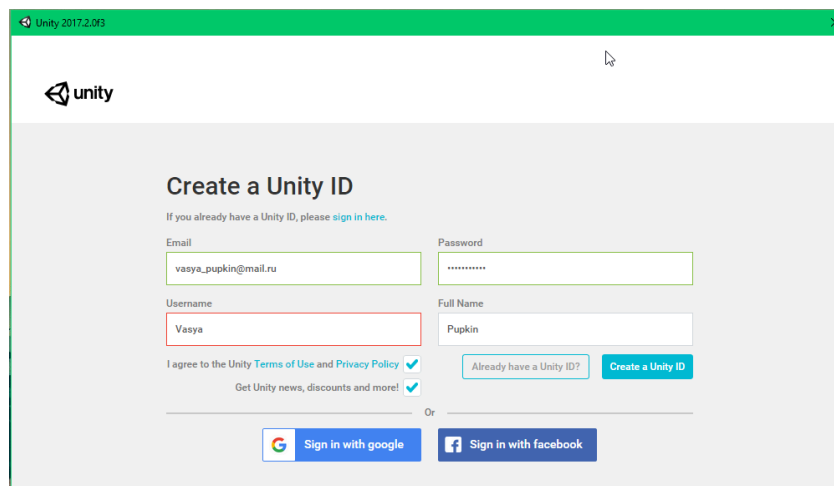 Unity 2017.2.0f3
unity
Create a Unity ID
If you already have a Unity ID, please sign in here.
Email
Password
vasya_pupkin@mail.ru
•••••••••••
Username
Full Name
Vasya
Pupkin
I agree to the Unity Terms of Use and Privacy Policy
Already have a Unity ID?
Create a Unity ID
Get Unity news, discounts and more!
Or
Sign in with google
Sign in with facebook